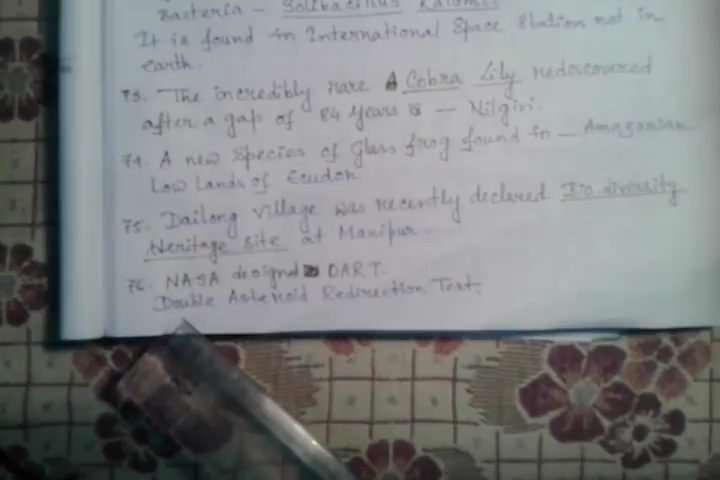 Bacteria - Solibacillus Kalamii
It is found in International Space Station not in
earth.
73. The incredibly rare Cobra Lily rediscovered
after a gap of 84 years is - Nilgiri.
74. A new species of Glass frog found in - Amazonian
Low lands of Ecudor
75. Dailong village was recently declared Bio diversity
Heritage site at Manipur.
76. NASA designd DART.
Double Asteroid Redirection Test.